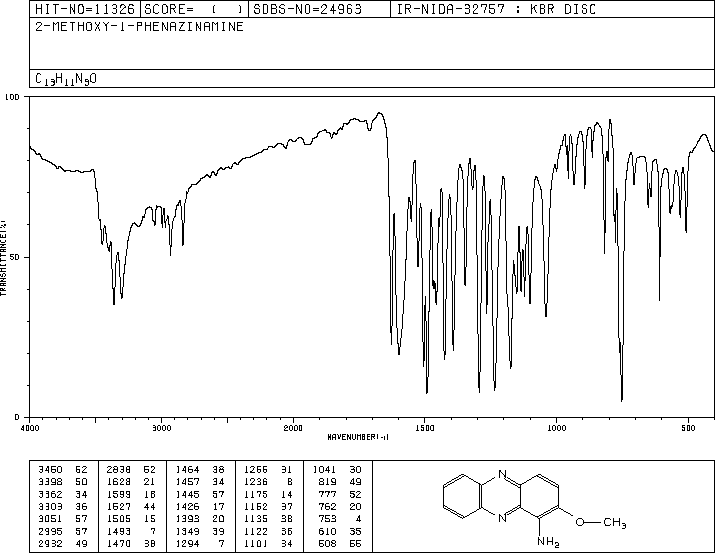 HIT-NO=11326 SCORE= ( ) SDBS-NO=24963 IR-NIDA-32757 : KBR DISC
2-METHOXY-1-PHENAZINAMINE
C13H11N3O
100
50
0
TRANSMITTANCE(%)
4000 3000 2000 1500 1000 500
WAVENUMBER(-1)
3460 52 2838 52 1464 38 1266 31 1041 30
3398 50 1628 21 1457 34 1236 8 819 49
3362 34 1599 18 1445 57 1175 14 777 52
3303 36 1527 44 1426 17 1152 37 762 20
3051 57 1505 15 1393 20 1135 38 753 4
2995 57 1493 7 1349 39 1122 36 610 35
2932 49 1470 38 1294 7 1101 34 508 55
N
N
O
CH3
NH2